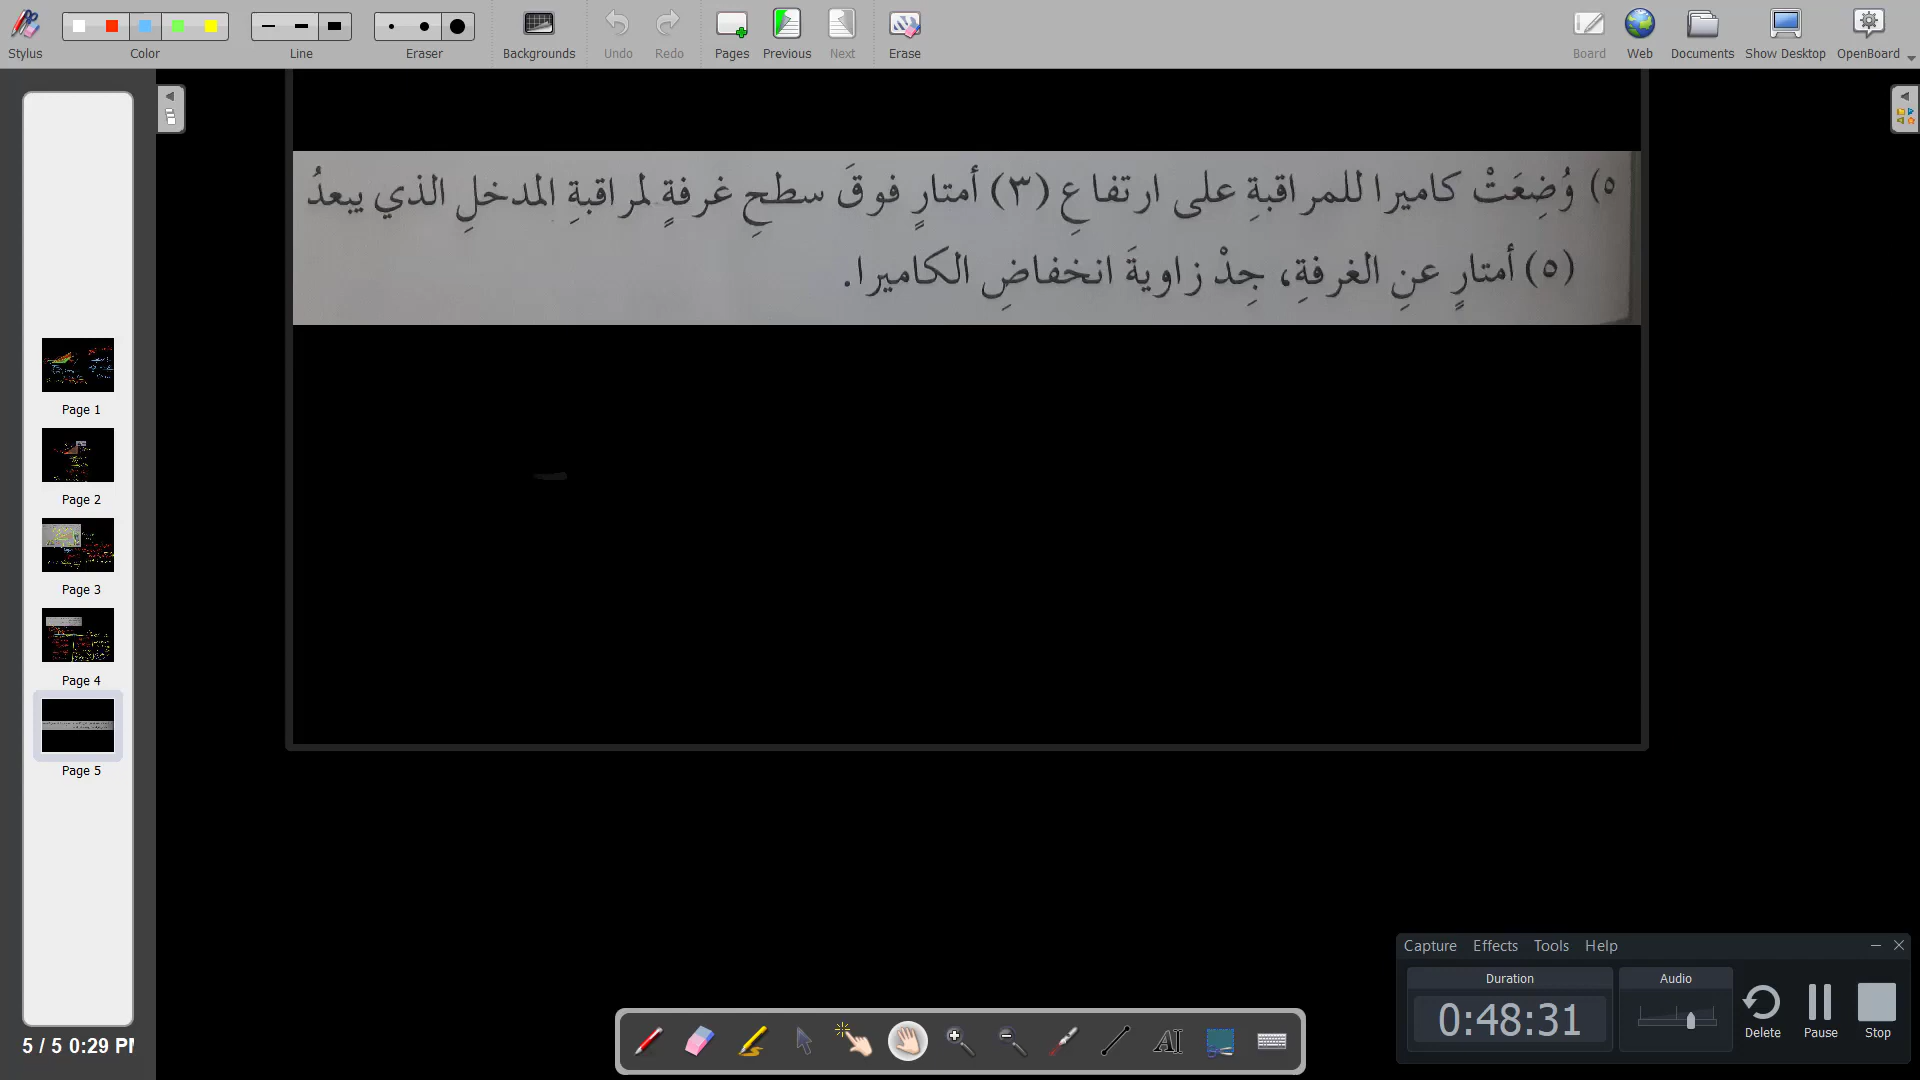 Stylus
Color
Line
Eraser
Backgrounds
Undo
Redo
Pages
Previous
Next
Erase
Board
Web
Documents
Show Desktop
OpenBoard
٥) وُضِعَتْ كاميرا للمراقبةِ على ارتفاعِ (٣) أمتارٍ فوقَ سطحِ غرفةٍ لمراقبةِ المدخلِ الذي يبعدُ
(٥) أمتارٍ عنِ الغرفةِ، جِدْ زاويةَ انخفاضِ الكاميرا.
Page 1
Page 2
Page 3
Page 4
Page 5
5 / 5 0:29 PM
Capture Effects Tools Help
Duration
Audio
0:48:31
Delete
Pause
Stop